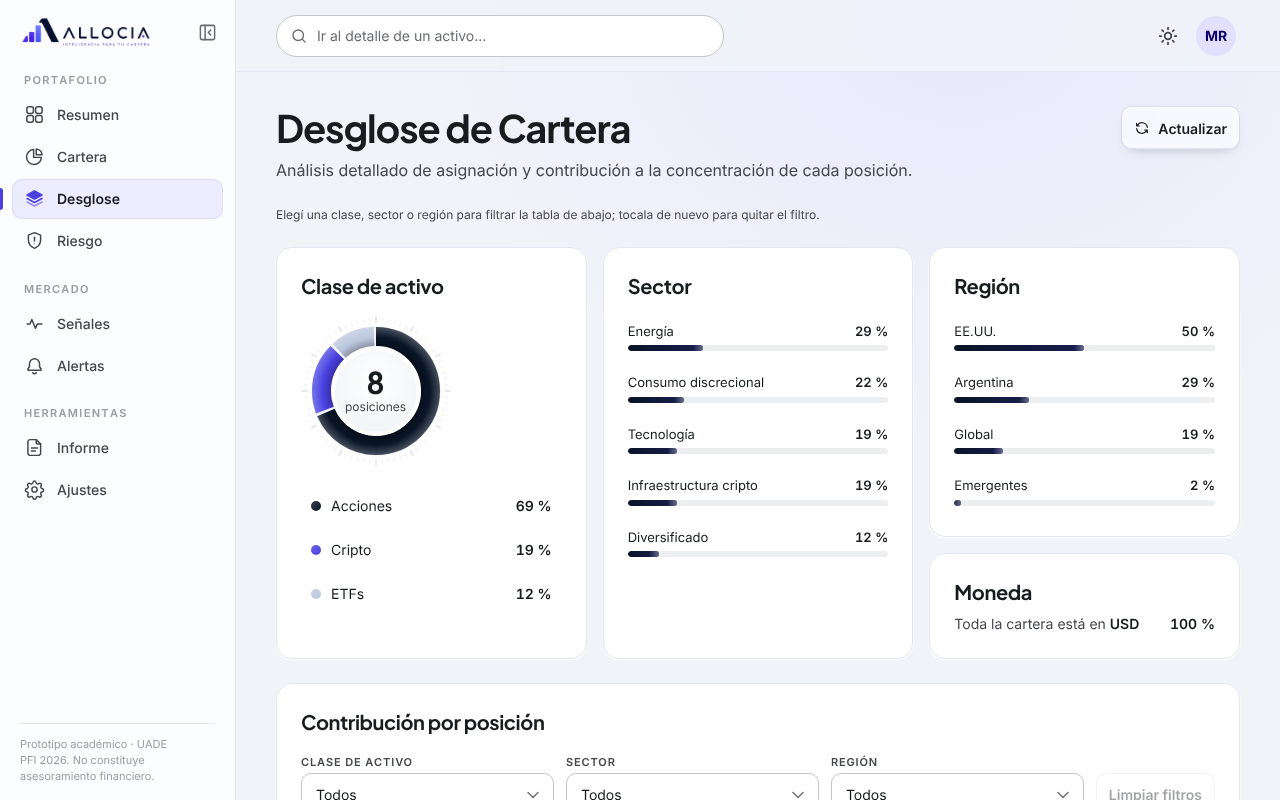 ALLOCIA
INTELIGENCIA PARA TU CARTERA
PORTAFOLIO
Resumen
Cartera
Desglose
Riesgo
MERCADO
Señales
Alertas
HERRAMIENTAS
Informe
Ajustes
Prototipo académico · UADE
PFI 2026. No constituye
asesoramiento financiero.
Ir al detalle de un activo...
MR
Desglose de Cartera
Actualizar
Análisis detallado de asignación y contribución a la concentración de cada posición.
Elegí una clase, sector o región para filtrar la tabla de abajo; tocala de nuevo para quitar el filtro.
Clase de activo
8
posiciones
Acciones 69 %
Cripto 19 %
ETFs 12 %
Sector
Energía 29 %
Consumo discrecional 22 %
Tecnología 19 %
Infraestructura cripto 19 %
Diversificado 12 %
Región
EE.UU. 50 %
Argentina 29 %
Global 19 %
Emergentes 2 %
Moneda
Toda la cartera está en USD 100 %
Contribución por posición
CLASE DE ACTIVO SECTOR REGIÓN
Todos Todos Todos Limpiar filtros